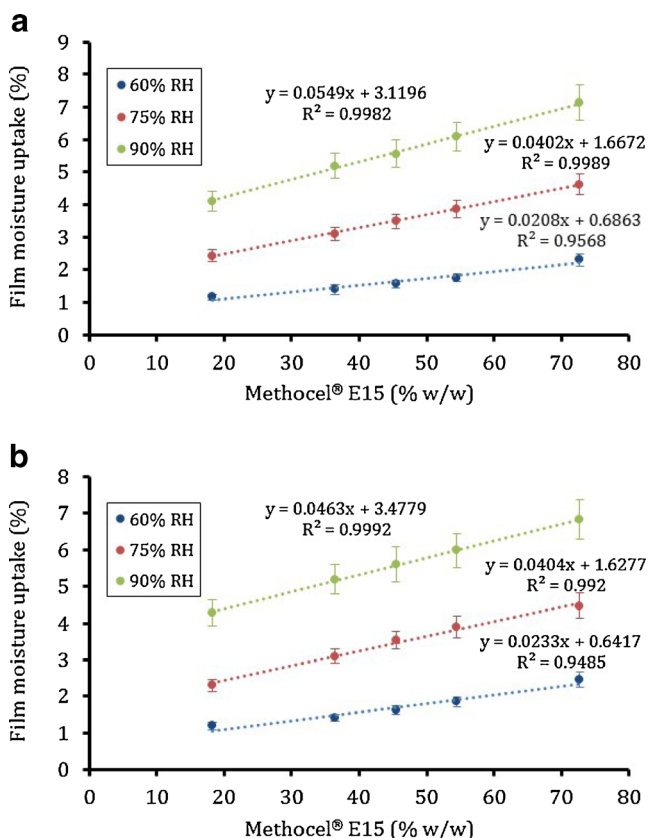 a
Film moisture uptake (%)
9
8
7
6
5
4
3
2
1
0
60% RH
75% RH
90% RH
y = 0.0549x + 3.1196
R² = 0.9982
y = 0.0402x + 1.6672
R² = 0.9989
y = 0.0208x + 0.6863
R² = 0.9568
0 10 20 30 40 50 60 70 80
Methocel® E15 (% w/w)
b
Film moisture uptake (%)
8
7
6
5
4
3
2
1
0
60% RH
75% RH
90% RH
y = 0.0463x + 3.4779
R² = 0.9992
y = 0.0404x + 1.6277
R² = 0.992
y = 0.0233x + 0.6417
R² = 0.9485
0 10 20 30 40 50 60 70 80
Methocel® E15 (% w/w)